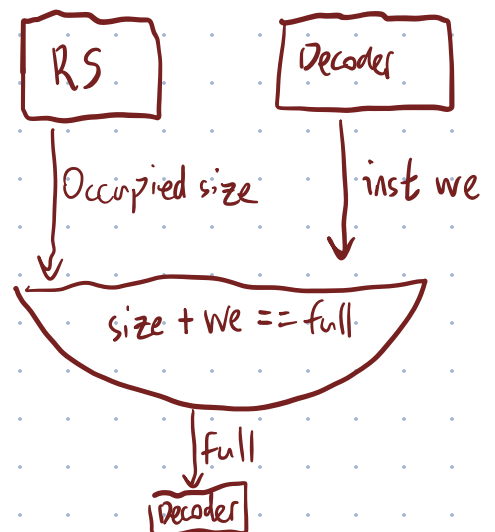 RS
Decoder
Occupied size
inst we
size + we == full
full
Decoder